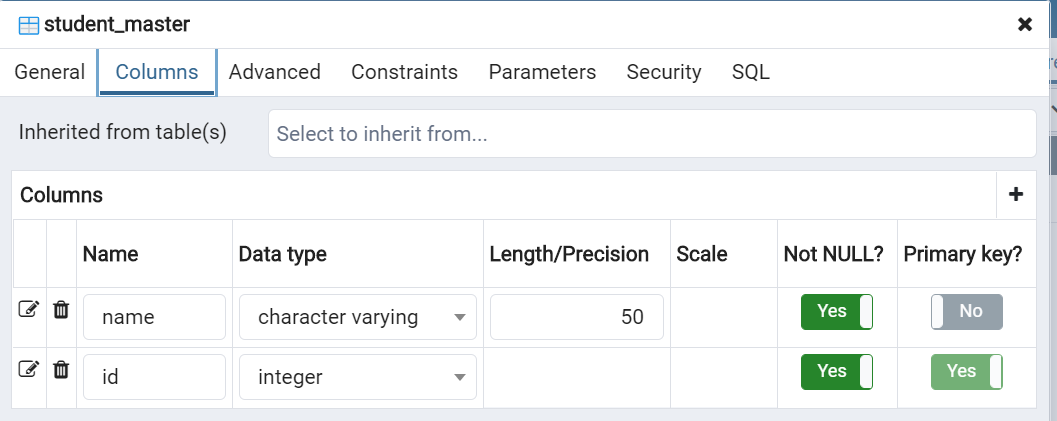 student_master
General Columns Advanced Constraints Parameters Security SQL
Inherited from table(s) Select to inherit from...
Columns
Name Data type Length/Precision Scale Not NULL? Primary key?
name character varying 50 Yes No
id integer Yes Yes